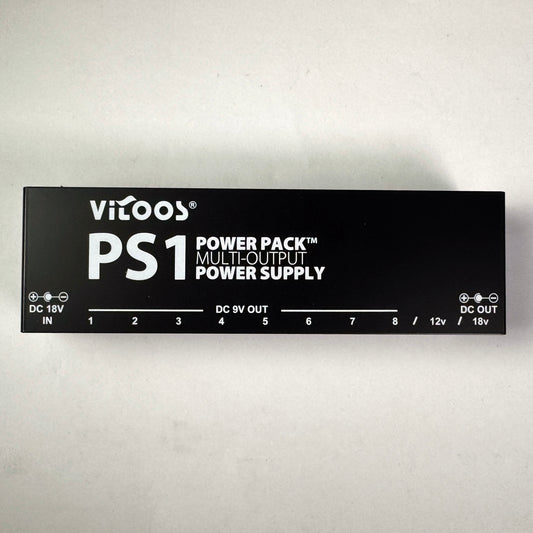 VITOOS®
PS1 POWER PACK™
MULTI-OUTPUT
POWER SUPPLY
DC 18V
IN
DC 9V OUT
1 2 3 4 5 6 7 8 / 12v / 18v
DC OUT